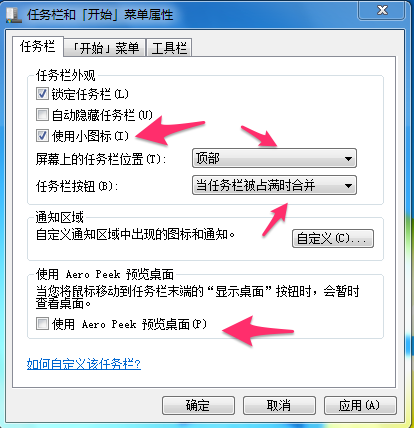 任务栏和「开始」菜单属性
任务栏 「开始」菜单 工具栏
任务栏外观
锁定任务栏(L)
自动隐藏任务栏(U)
使用小图标(I)
屏幕上的任务栏位置(T): 顶部
任务栏按钮(B): 当任务栏被占满时合并
通知区域
自定义通知区域中出现的图标和通知。 自定义(C)...
使用 Aero Peek 预览桌面
当您将鼠标移动到任务栏末端的“显示桌面”按钮时，会暂时
查看桌面。
使用 Aero Peek 预览桌面(P)
如何自定义该任务栏?
确定 取消 应用(A)